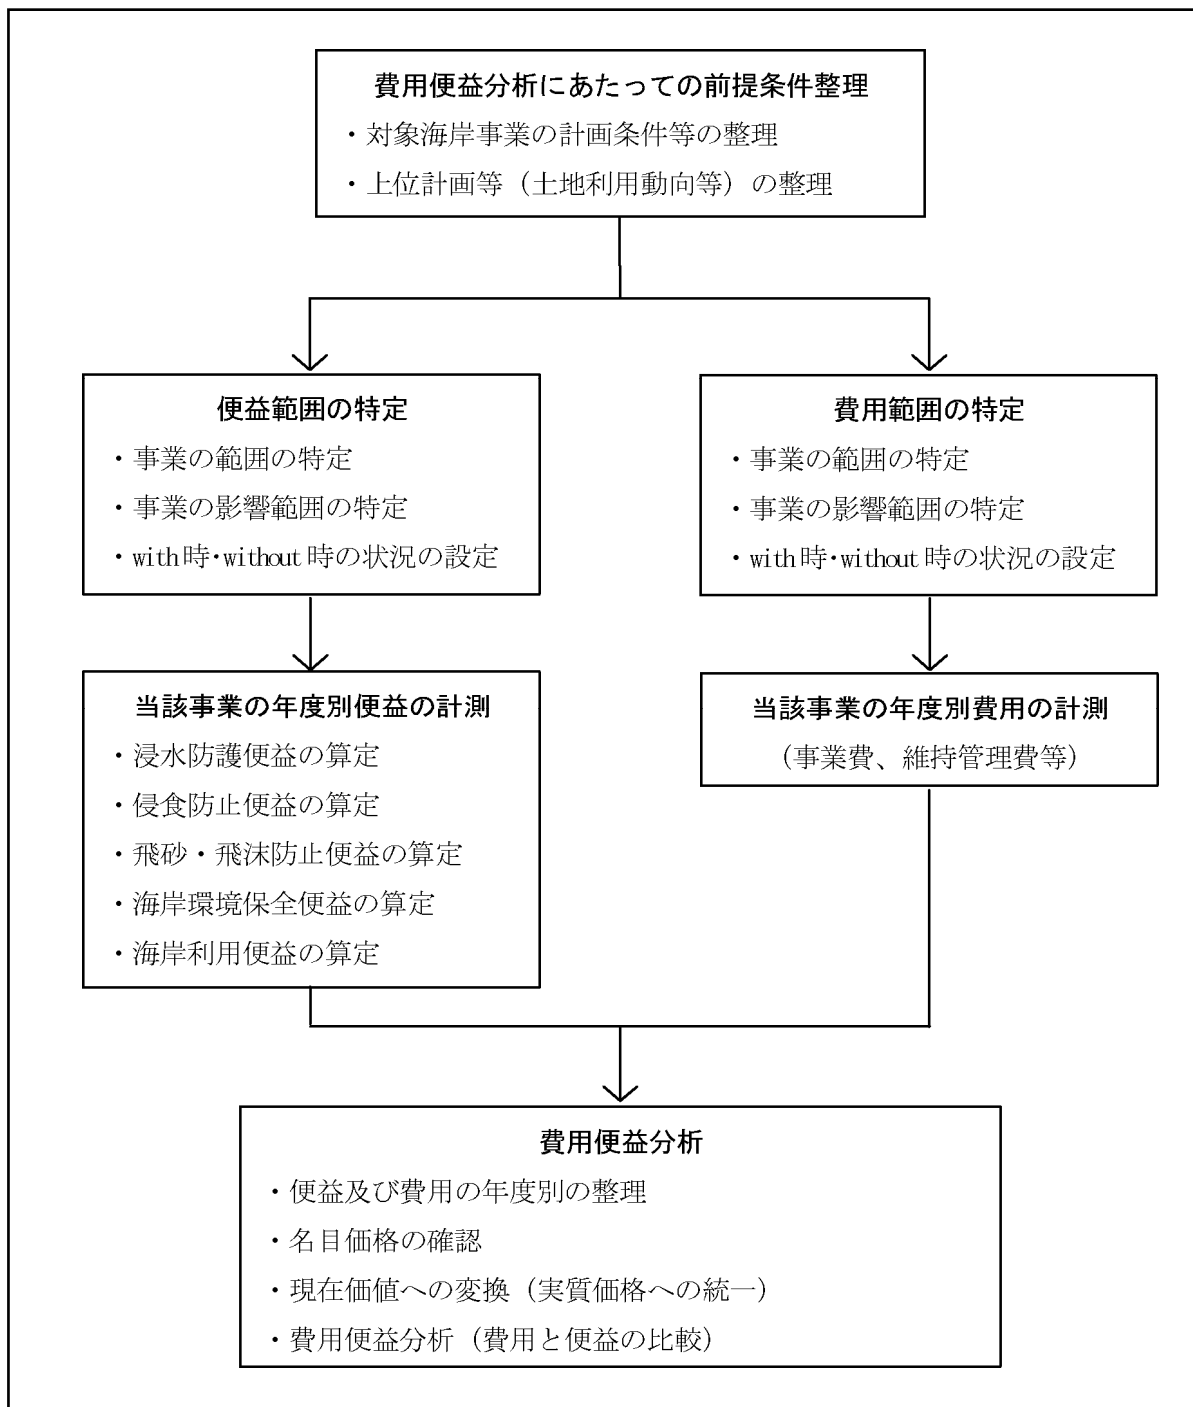 費用便益分析にあたっての前提条件整理
・対象海岸事業の計画条件等の整理
・上位計画等（土地利用動向等）の整理
便益範囲の特定
・事業の範囲の特定
・事業の影響範囲の特定
・with時・without時の状況の設定
費用範囲の特定
・事業の範囲の特定
・事業の影響範囲の特定
・with時・without時の状況の設定
当該事業の年度別便益の計測
・浸水防護便益の算定
・侵食防止便益の算定
・飛砂・飛沫防止便益の算定
・海岸環境保全便益の算定
・海岸利用便益の算定
当該事業の年度別費用の計測
（事業費、維持管理費等）
費用便益分析
・便益及び費用の年度別の整理
・名目価格の確認
・現在価値への変換（実質価格への統一）
・費用便益分析（費用と便益の比較）